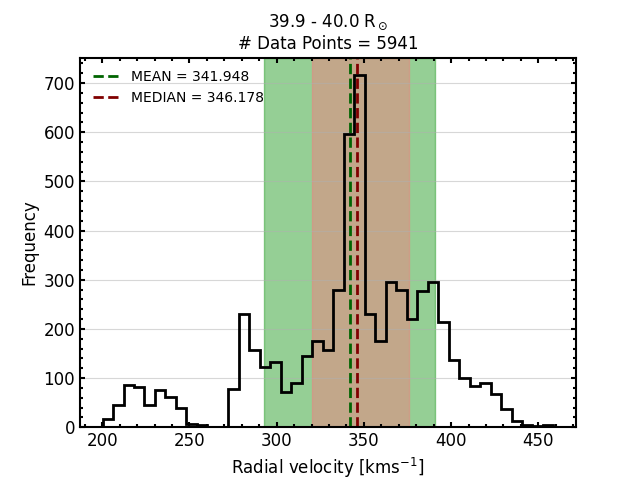 39.9 - 40.0 R⊙
# Data Points = 5941
MEAN = 341.948
MEDIAN = 346.178
700
600
500
400
300
200
100
0
Frequency
200 250 300 350 400 450
Radial velocity [kms⁻¹]